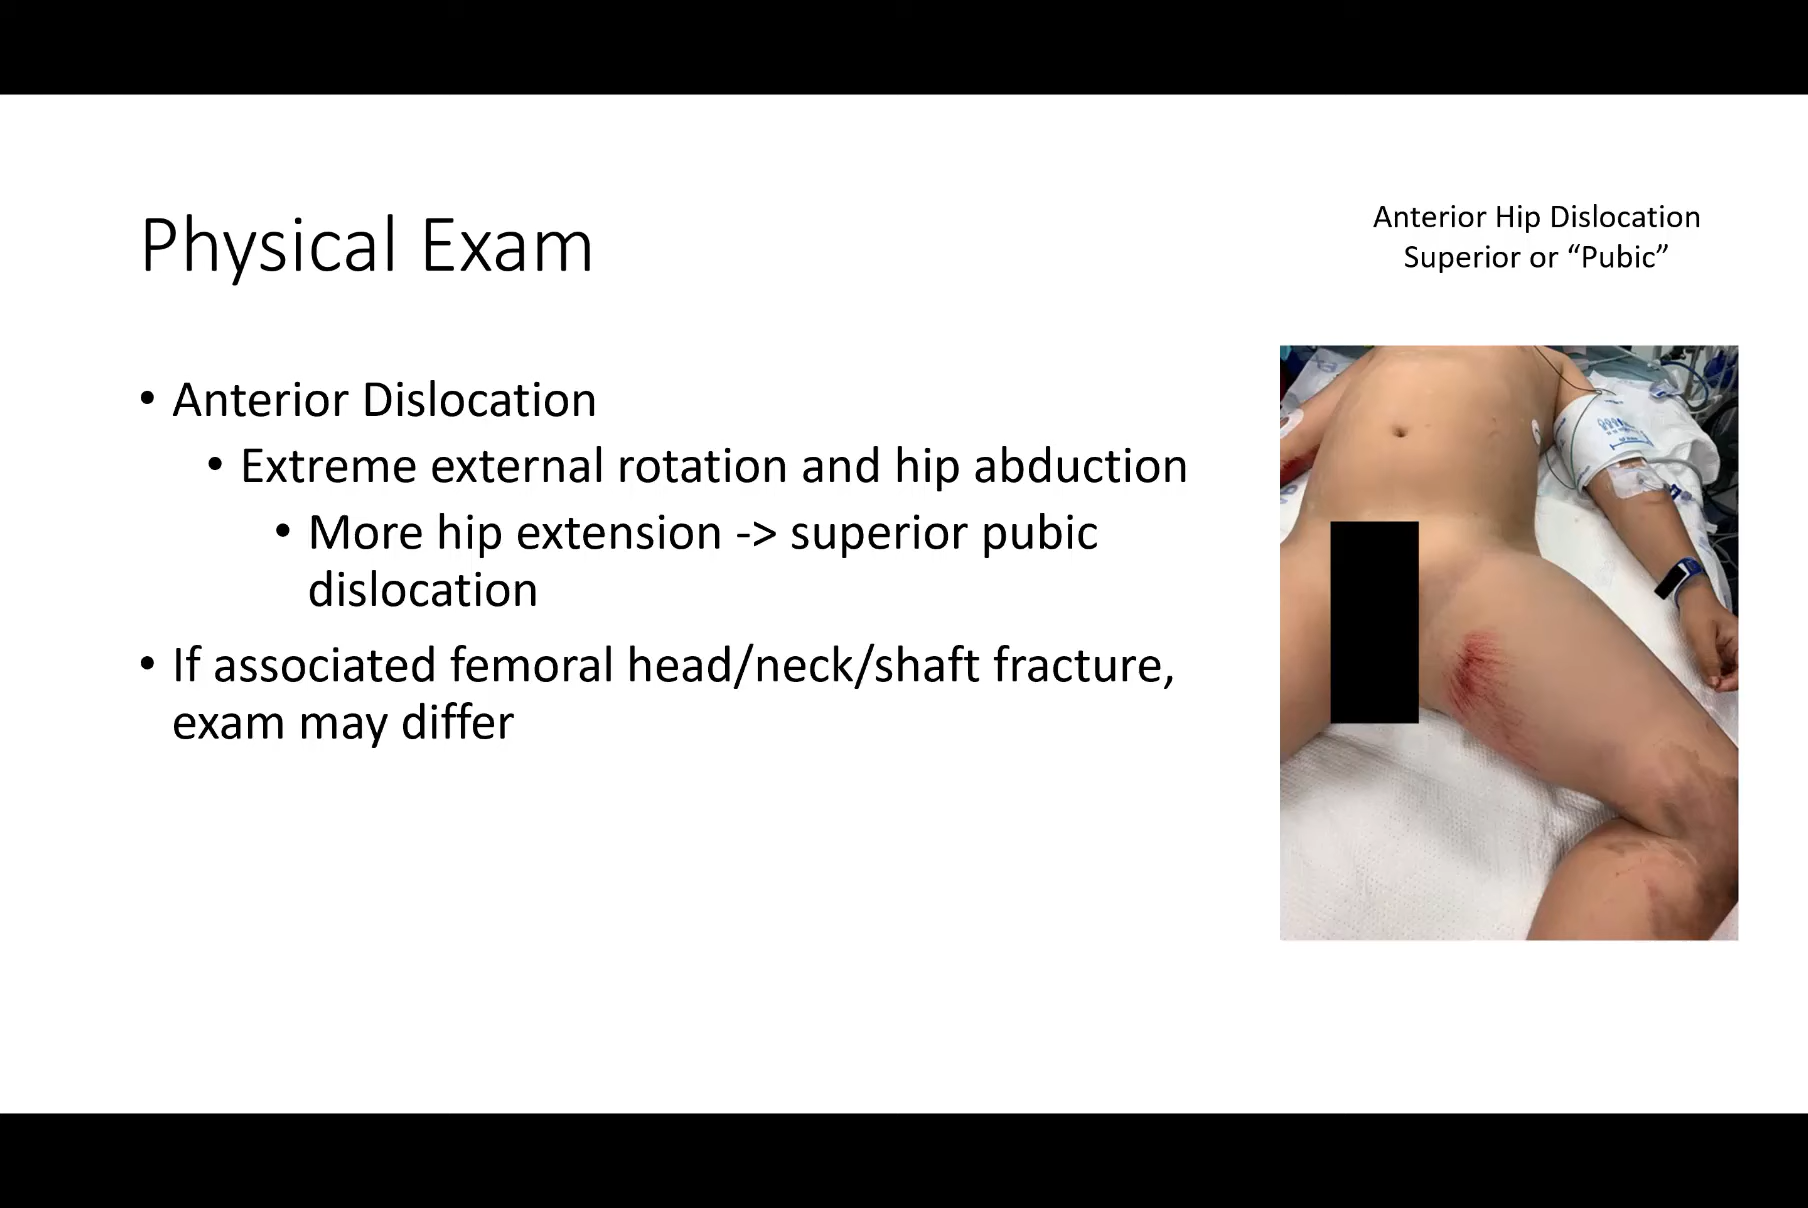 Physical Exam
Anterior Hip Dislocation
Superior or “Pubic”
• Anterior Dislocation
• Extreme external rotation and hip abduction
• More hip extension -> superior pubic
dislocation
• If associated femoral head/neck/shaft fracture,
exam may differ